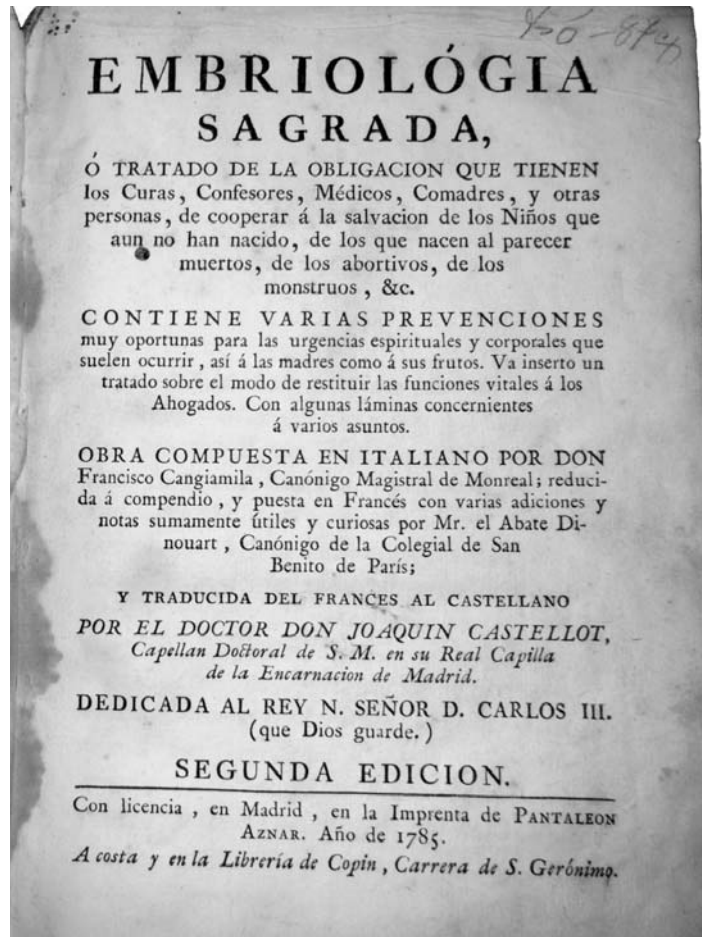 EMBRIOLÓGIA
SAGRADA,
Ó TRATADO DE LA OBLIGACION QUE TIENEN
los Curas, Confesores, Médicos, Comadres, y otras
personas, de cooperar á la salvacion de los Niños que
aun no han nacido, de los que nacen al parecer
muertos, de los abortivos, de los
monstruos, &c.
CONTIENE VARIAS PREVENCIONES
muy oportunas para las urgencias espirituales y corporales que
suelen ocurrir, así á las madres como á sus frutos. Va inserto un
tratado sobre el modo de restituir las funciones vitales á los
Ahogados. Con algunas láminas concernientes
á varios asuntos.
OBRA COMPUESTA EN ITALIANO POR DON
Francisco Cangiamila, Canónigo Magistral de Monreal; reduci-
da á compendio, y puesta en Francés con varias adiciones y
notas sumamente útiles y curiosas por Mr. el Abate Di-
nouart, Canónigo de la Colegial de San
Benito de París;
Y TRADUCIDA DEL FRANCES AL CASTELLANO
POR EL DOCTOR DON JOAQUIN CASTELLOT,
Capellan Doctoral de S. M. en su Real Capilla
de la Encarnacion de Madrid.
DEDICADA AL REY N. SEÑOR D. CARLOS III.
(que Dios guarde.)
SEGUNDA EDICION.
Con licencia, en Madrid, en la Imprenta de PANTALEON
AZNAR. Año de 1785.
A costa y en la Librería de Copin, Carrera de S. Gerónimo.